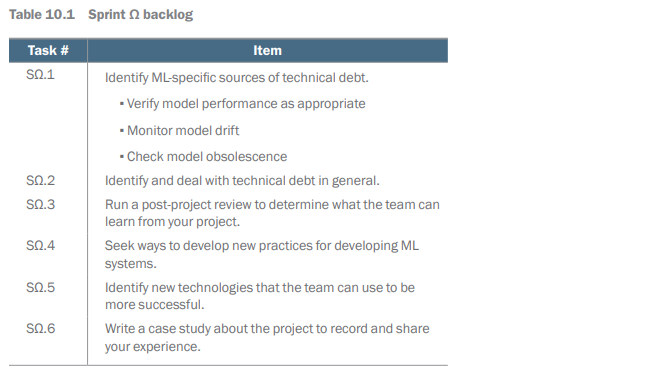 Table 10.1 Sprint Ω backlog
Task # Item
SΩ.1 Identify ML-specific sources of technical debt.
▪ Verify model performance as appropriate
▪ Monitor model drift
▪ Check model obsolescence
SΩ.2 Identify and deal with technical debt in general.
SΩ.3 Run a post-project review to determine what the team can
learn from your project.
SΩ.4 Seek ways to develop new practices for developing ML
systems.
SΩ.5 Identify new technologies that the team can use to be
more successful.
SΩ.6 Write a case study about the project to record and share
your experience.